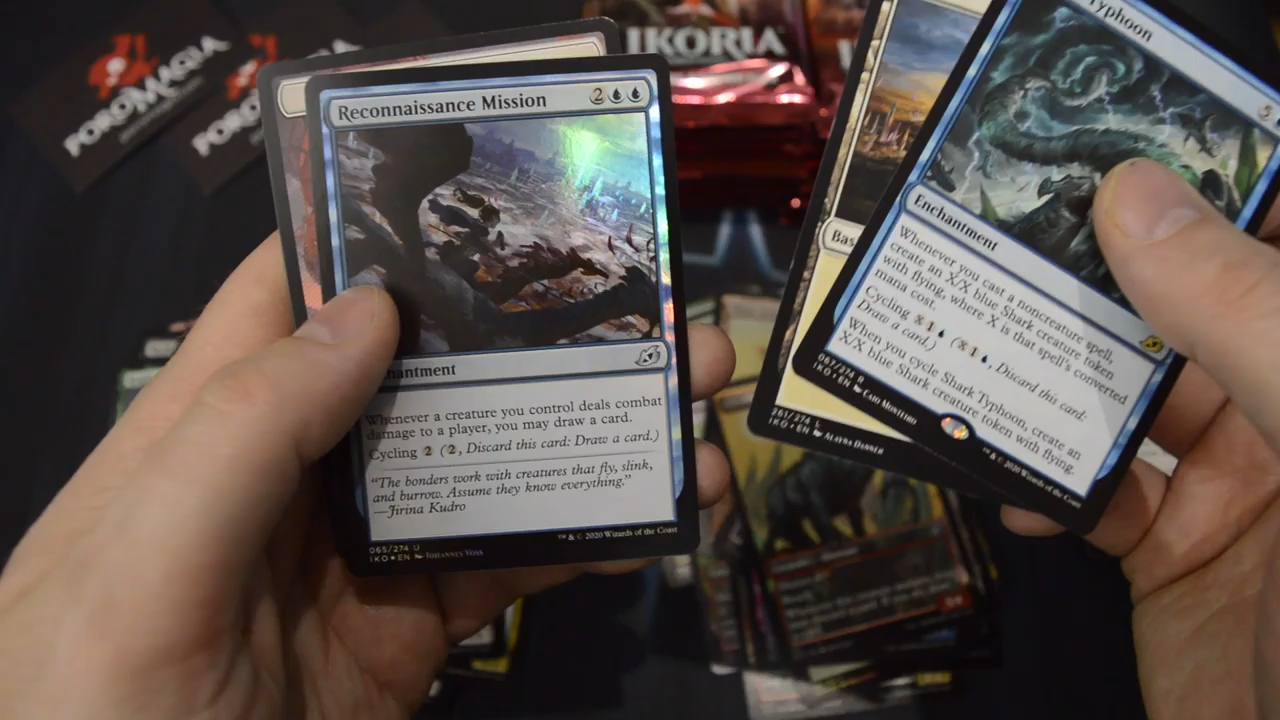 POROMAGIA
POROMAGIA
IKORIA
Reconnaissance Mission
2
Enchantment
Whenever a creature you control deals combat
damage to a player, you may draw a card.
Cycling 2 (2, Discard this card: Draw a card.)
"The bonders work with creatures that fly, slink,
and burrow. Assume they know everything."
—Jirina Kudro
065/274 U
IKO★EN JOHANNES VOSS
™ & © 2020 Wizards of the Coast
Bas
261/274 L
IKO•EN ALAYNA DANNER
Typhoon
5
Enchantment
Whenever you cast a noncreature spell,
create an X/X blue Shark creature token
with flying, where X is that spell's converted
mana cost.
Cycling X 1 (X 1, Discard this card:
Draw a card.)
When you cycle Shark Typhoon, create an
X/X blue Shark creature token with flying.
067/274 R
IKO•EN CAIO MONTEIRO
™ & © 2020 Wizards of the Coast